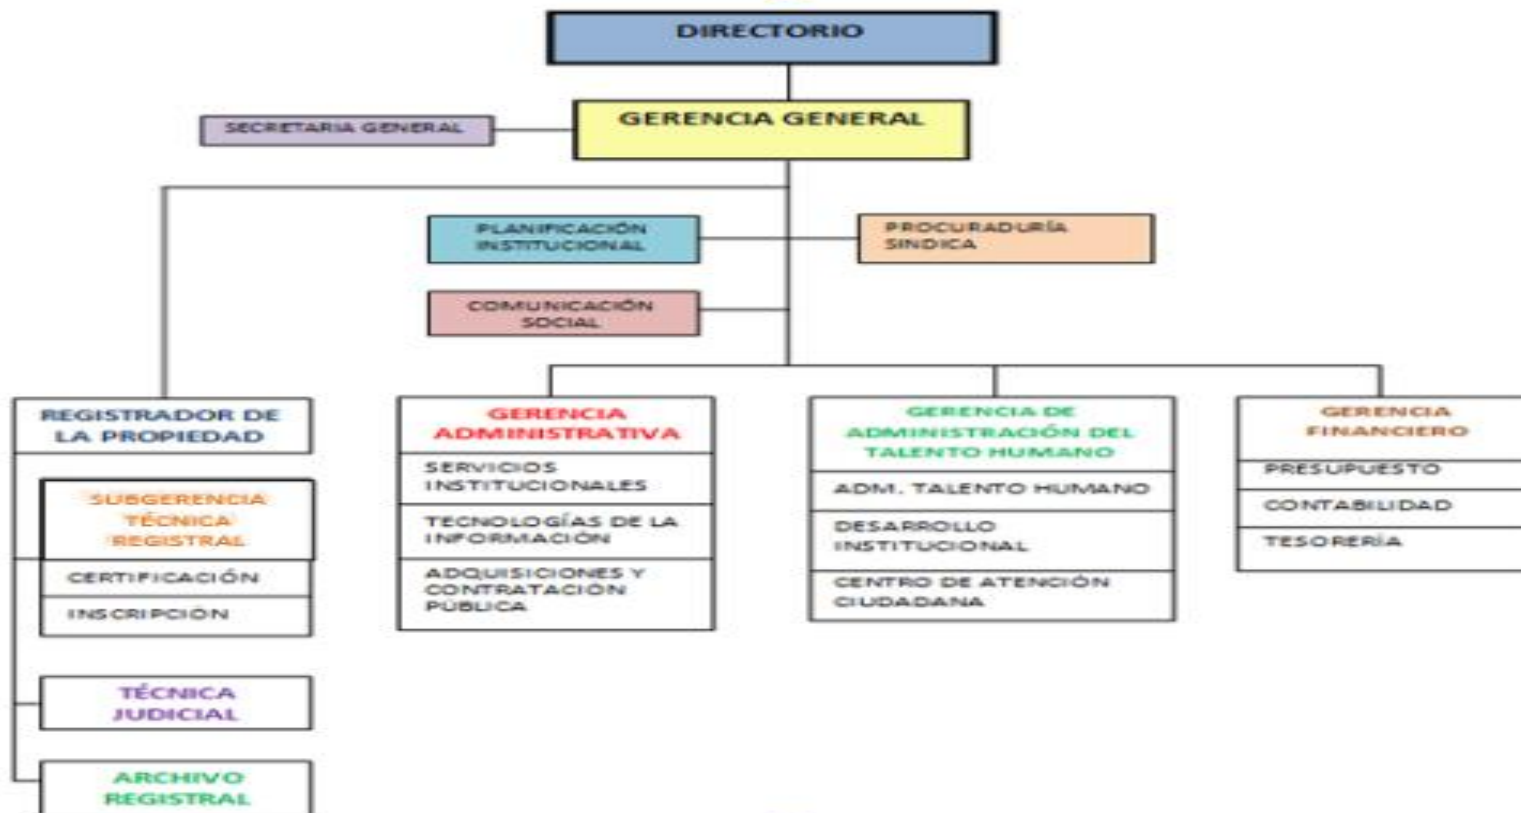 DIRECTORIO
GERENCIA GENERAL
SECRETARIA GENERAL
PLANIFICACIÓN
INSTITUCIONAL
PROCURADURÍA
SINDICA
COMUNICACIÓN
SOCIAL
REGISTRADOR DE
LA PROPIEDAD
SUBGERENCIA
TÉCNICA
REGISTRAL
CERTIFICACIÓN
INSCRIPCIÓN
TÉCNICA
JUDICIAL
ARCHIVO
REGISTRAL
GERENCIA
ADMINISTRATIVA
SERVICIOS
INSTITUCIONALES
TECNOLOGÍAS DE LA
INFORMACIÓN
ADQUISICIONES Y
CONTRATACIÓN
PÚBLICA
GERENCIA DE
ADMINISTRACIÓN DEL
TALENTO HUMANO
ADM. TALENTO HUMANO
DESARROLLO
INSTITUCIONAL
CENTRO DE ATENCIÓN
CIUDADANA
GERENCIA
FINANCIERO
PRESUPUESTO
CONTABILIDAD
TESORERÍA